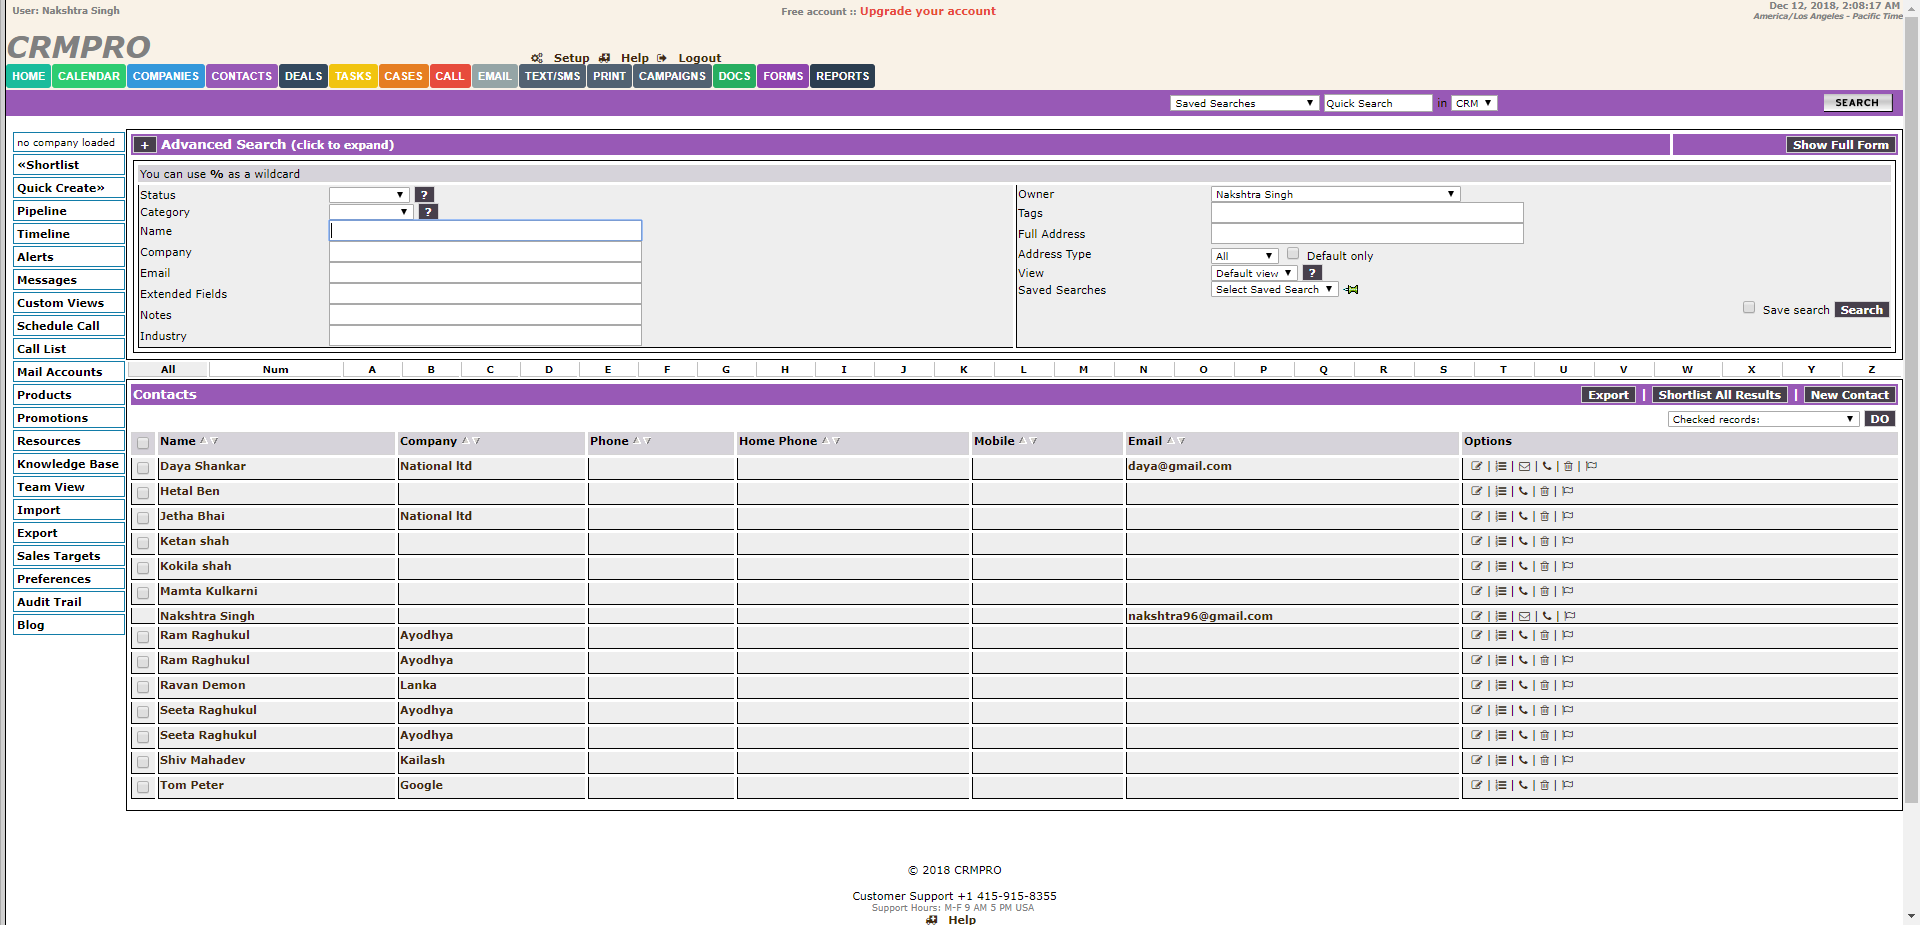 User: Nakshtra Singh
Free account :: Upgrade your account
Dec 12, 2018, 2:08:17 AM
America/Los Angeles - Pacific Time
CRMPRO
Setup Help Logout
HOME CALENDAR COMPANIES CONTACTS DEALS TASKS CASES CALL EMAIL TEXT/SMS PRINT CAMPAIGNS DOCS FORMS REPORTS
Saved Searches Quick Search in CRM SEARCH
no company loaded
«Shortlist
Quick Create»
Pipeline
Timeline
Alerts
Messages
Custom Views
Schedule Call
Call List
Mail Accounts
Products
Promotions
Resources
Knowledge Base
Team View
Import
Export
Sales Targets
Preferences
Audit Trail
Blog
+ Advanced Search (click to expand) Show Full Form
You can use % as a wildcard
Status ?
Category ?
Name
Company
Email
Extended Fields
Notes
Industry
Owner Nakshtra Singh
Tags
Full Address
Address Type All Default only
View Default view ?
Saved Searches Select Saved Search
Save search Search
All Num A B C D E F G H I J K L M N O P Q R S T U V W X Y Z
Contacts Export | Shortlist All Results | New Contact
Checked records: DO
Name Company Phone Home Phone Mobile Email Options
Daya Shankar National ltd daya@gmail.com | | | | |
Hetal Ben | | | |
Jetha Bhai National ltd | | | |
Ketan shah | | | |
Kokila shah | | | |
Mamta Kulkarni | | | |
Nakshtra Singh nakshtra96@gmail.com | | | |
Ram Raghukul Ayodhya | | | |
Ram Raghukul Ayodhya | | | |
Ravan Demon Lanka | | | |
Seeta Raghukul Ayodhya | | | |
Seeta Raghukul Ayodhya | | | |
Shiv Mahadev Kailash | | | |
Tom Peter Google | | | |
© 2018 CRMPRO
Customer Support +1 415-915-8355
Support Hours: M-F 9 AM 5 PM USA
Help